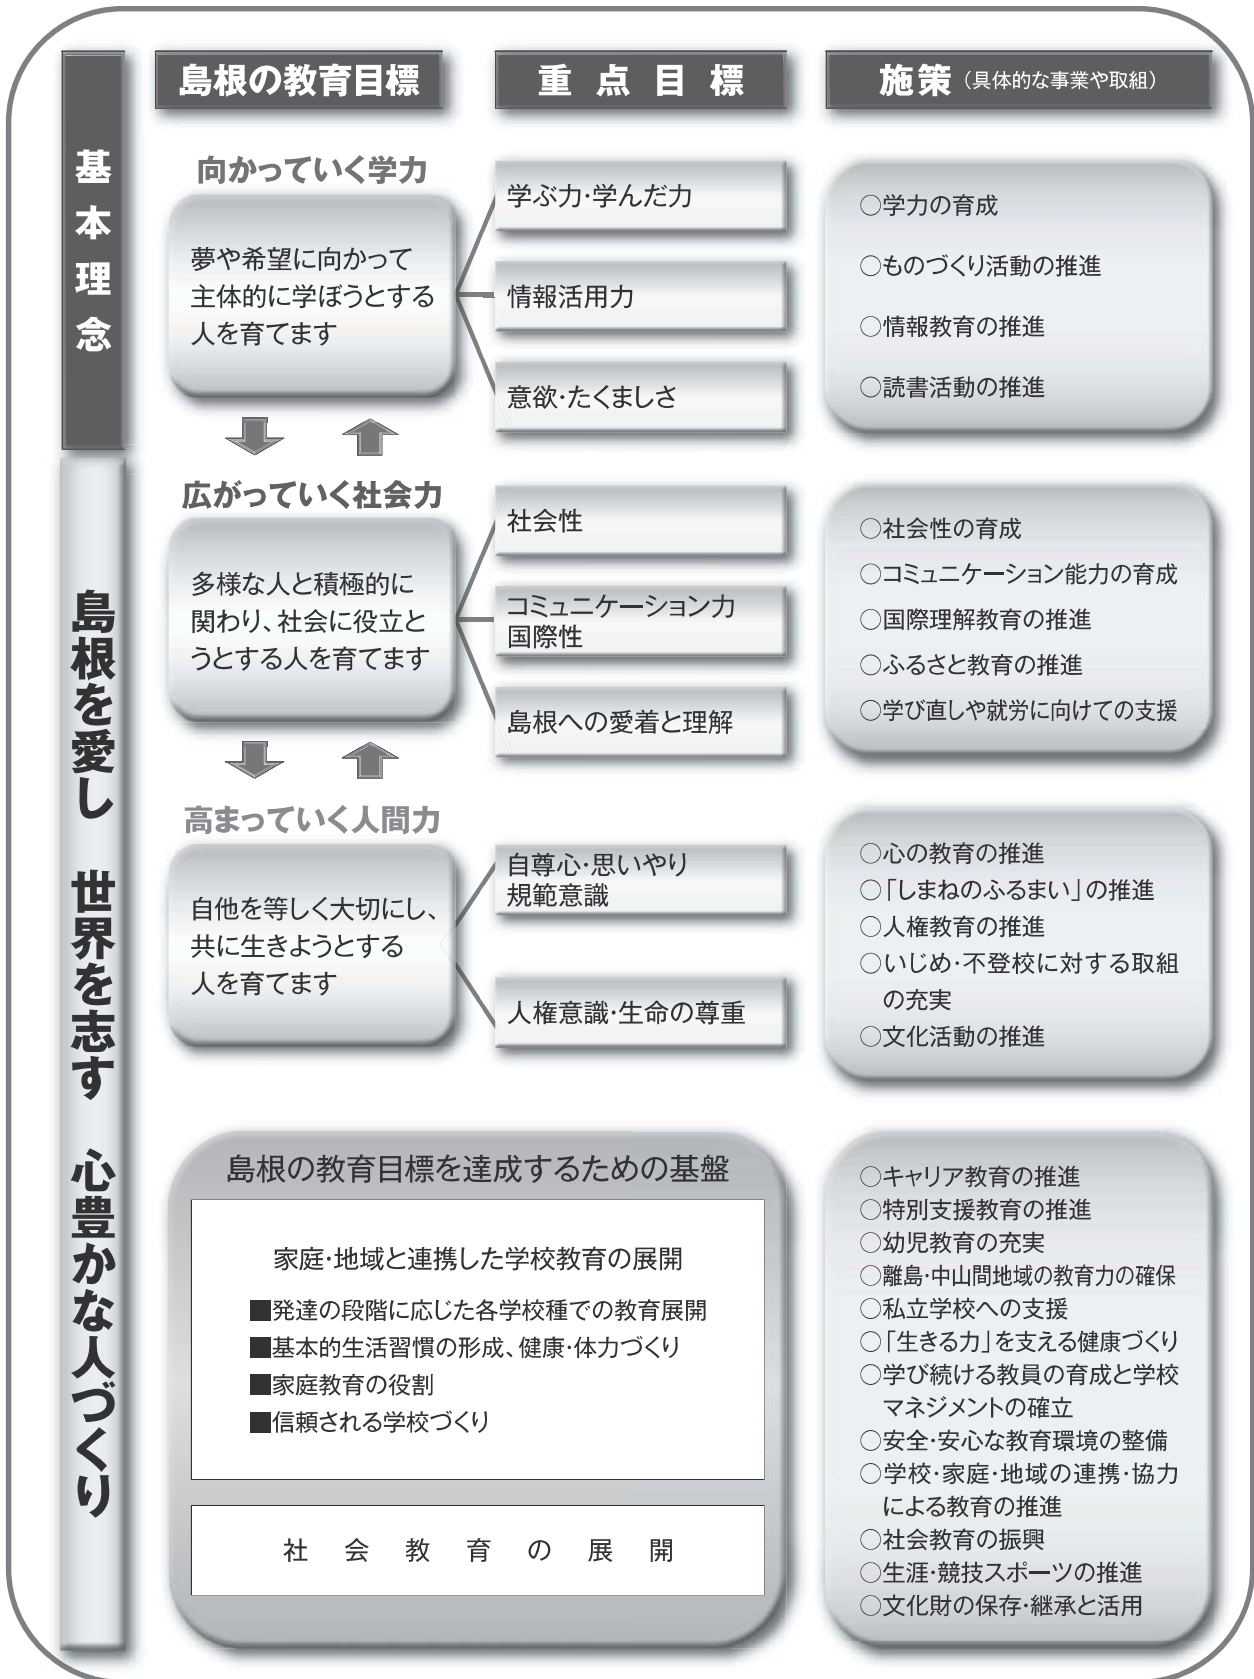 基本理念
島根を愛し 世界を志す 心豊かな人づくり
島根の教育目標
重点目標
施策（具体的な事業や取組）
向かっていく学力
夢や希望に向かって
主体的に学ぼうとする
人を育てます
学ぶ力・学んだ力
情報活用力
意欲・たくましさ
○学力の育成
○ものづくり活動の推進
○情報教育の推進
○読書活動の推進
広がっていく社会力
多様な人と積極的に
関わり、社会に役立と
うとする人を育てます
社会性
コミュニケーション力
国際性
島根への愛着と理解
○社会性の育成
○コミュニケーション能力の育成
○国際理解教育の推進
○ふるさと教育の推進
○学び直しや就労に向けての支援
高まっていく人間力
自他を等しく大切にし、
共に生きようとする
人を育てます
自尊心・思いやり
規範意識
人権意識・生命の尊重
○心の教育の推進
○「しまねのふるまい」の推進
○人権教育の推進
○いじめ・不登校に対する取組
の充実
○文化活動の推進
島根の教育目標を達成するための基盤
家庭・地域と連携した学校教育の展開
■発達の段階に応じた各学校種での教育展開
■基本的生活習慣の形成、健康・体力づくり
■家庭教育の役割
■信頼される学校づくり
社会教育の展開
○キャリア教育の推進
○特別支援教育の推進
○幼児教育の充実
○離島・中山間地域の教育力の確保
○私立学校への支援
○「生きる力」を支える健康づくり
○学び続ける教員の育成と学校
マネジメントの確立
○安全・安心な教育環境の整備
○学校・家庭・地域の連携・協力
による教育の推進
○社会教育の振興
○生涯・競技スポーツの推進
○文化財の保存・継承と活用